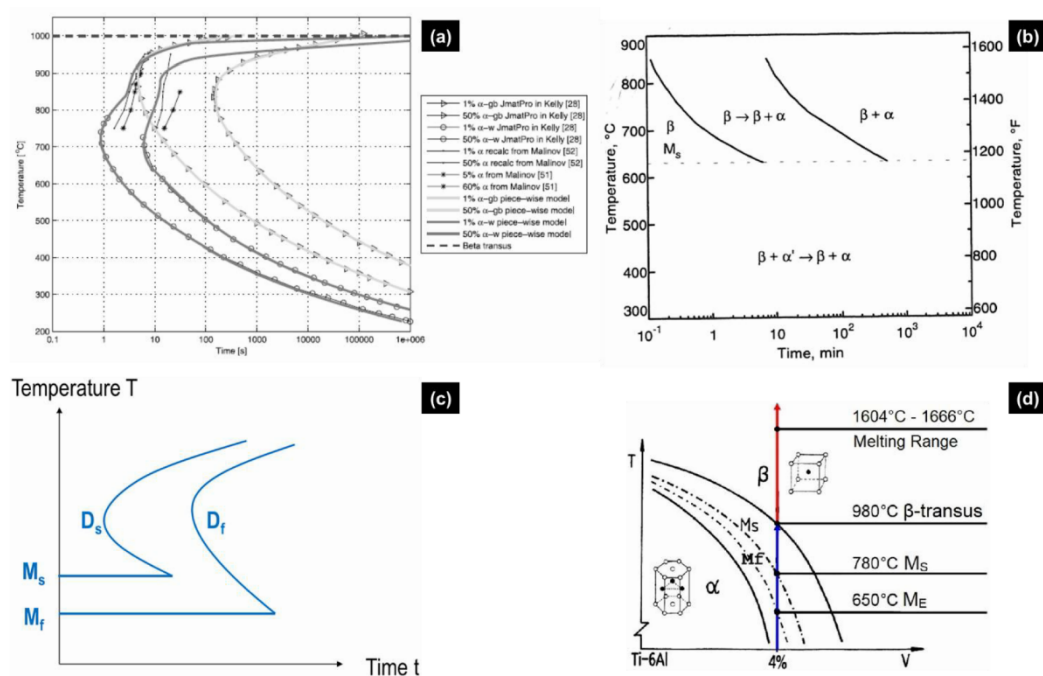 (a)
1000
900
800
700
600
500
400
300
200
Temperature [°C]
0.1 1 10 100 1000 10000 100000 1e+006
Time [s]
1% α-gb JmatPro in Kelly [28]
50% α-gb JmatPro in Kelly [28]
1% α-w JmatPro in Kelly [28]
50% α-w JmatPro in Kelly [28]
1% α recalc from Malinov [52]
50% α recalc from Malinov [52]
5% α from Malinov [51]
60% α from Malinov [51]
1% α-gb piece-wise model
50% α-gb piece-wise model
1% α-w piece-wise model
50% α-w piece-wise model
Beta transus
(b)
900
800
700
600
500
400
300
Temperature, °C
1600
1400
1200
1000
800
600
Temperature, °F
β → β + α
β + α
β
Ms
β + α' → β + α
10-1 1 10 102 103 104
Time, min
(c)
Temperature T
Ds
Df
Ms
Mf
Time t
(d)
T
1604°C - 1666°C
Melting Range
β
980°C β-transus
Ms
780°C MS
Mf
α
650°C ME
Ti-6Al 4% V